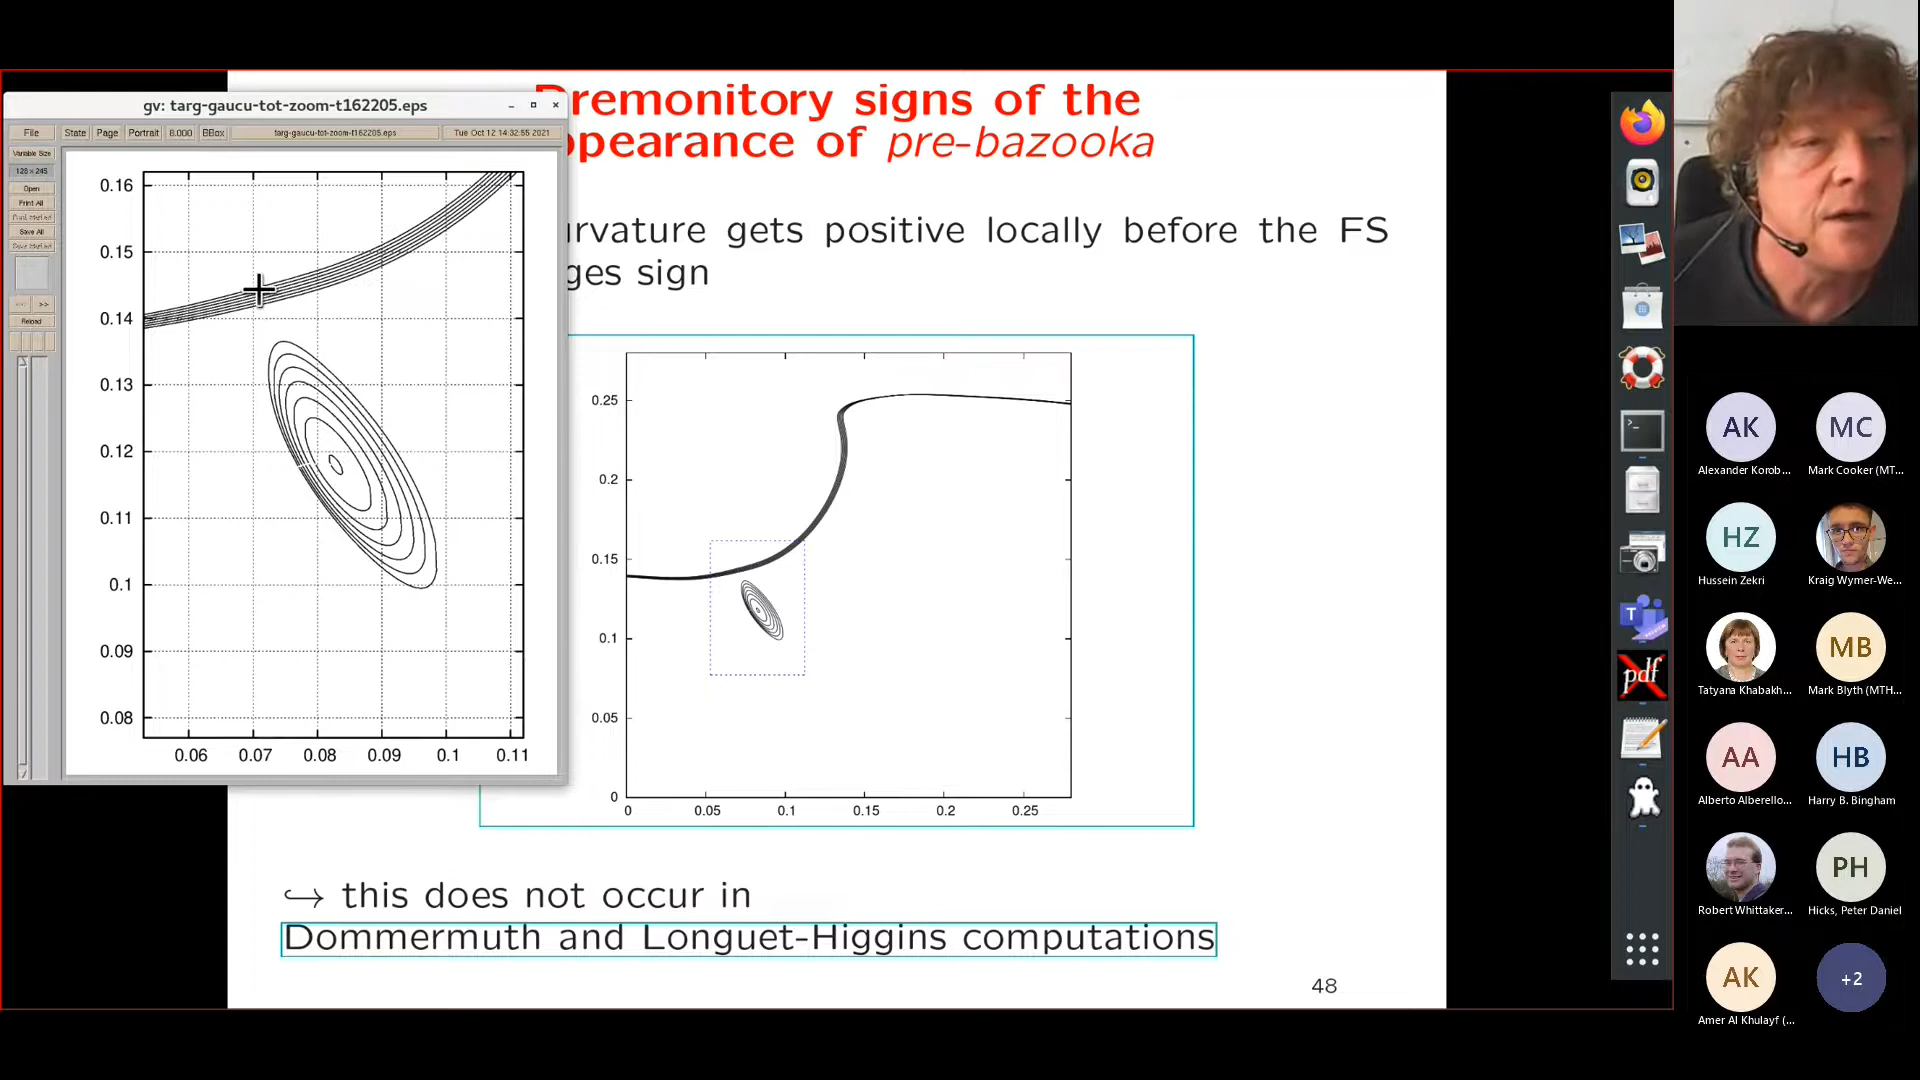 gv: targ-gaucu-tot-zoom-t162205.eps
File
State
Page
Portrait
8.000
BBox
targ-gaucu-tot-zoom-t162205.eps
Tue Oct 12 14:32:55 2021
Variable Size
Open
Print All
Save All
>>
Reload
0.16
0.15
0.14
0.13
0.12
0.11
0.1
0.09
0.08
0.06 0.07 0.08 0.09 0.1 0.11
Premonitory signs of the
ppearance of pre-bazooka
urvature gets positive locally before the FS
ges sign
0.25
0.2
0.15
0.1
0.05
0
0 0.05 0.1 0.15 0.2 0.25
↪ this does not occur in
Dommermuth and Longuet-Higgins computations
48
T
pdf
AK
MC
Alexander Korob...
Mark Cooker (MT...
HZ
Hussein Zekri
Kraig Wymer-We...
MB
Tatyana Khabakh...
Mark Blyth (MTH...
AA
HB
Alberto Alberello...
Harry B. Bingham
PH
Robert Whittaker...
Hicks, Peter Daniel
AK
+2
Amer Al Khulayf (...